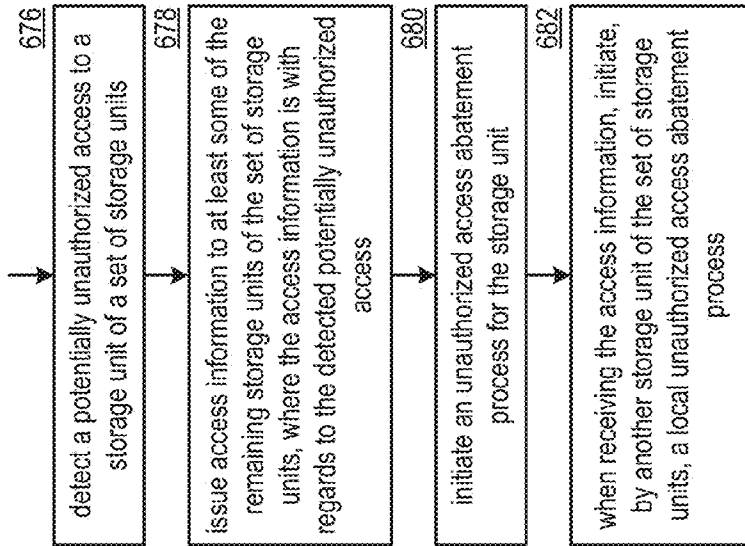 676
detect a potentially unauthorized access to a
storage unit of a set of storage units
678
issue access information to at least some of the
remaining storage units of the set of storage
units, where the access information is with
regards to the detected potentially unauthorized
access
680
initiate an unauthorized access abatement
process for the storage unit
682
when receiving the access information, initiate,
by another storage unit of the set of storage
units, a local unauthorized access abatement
process